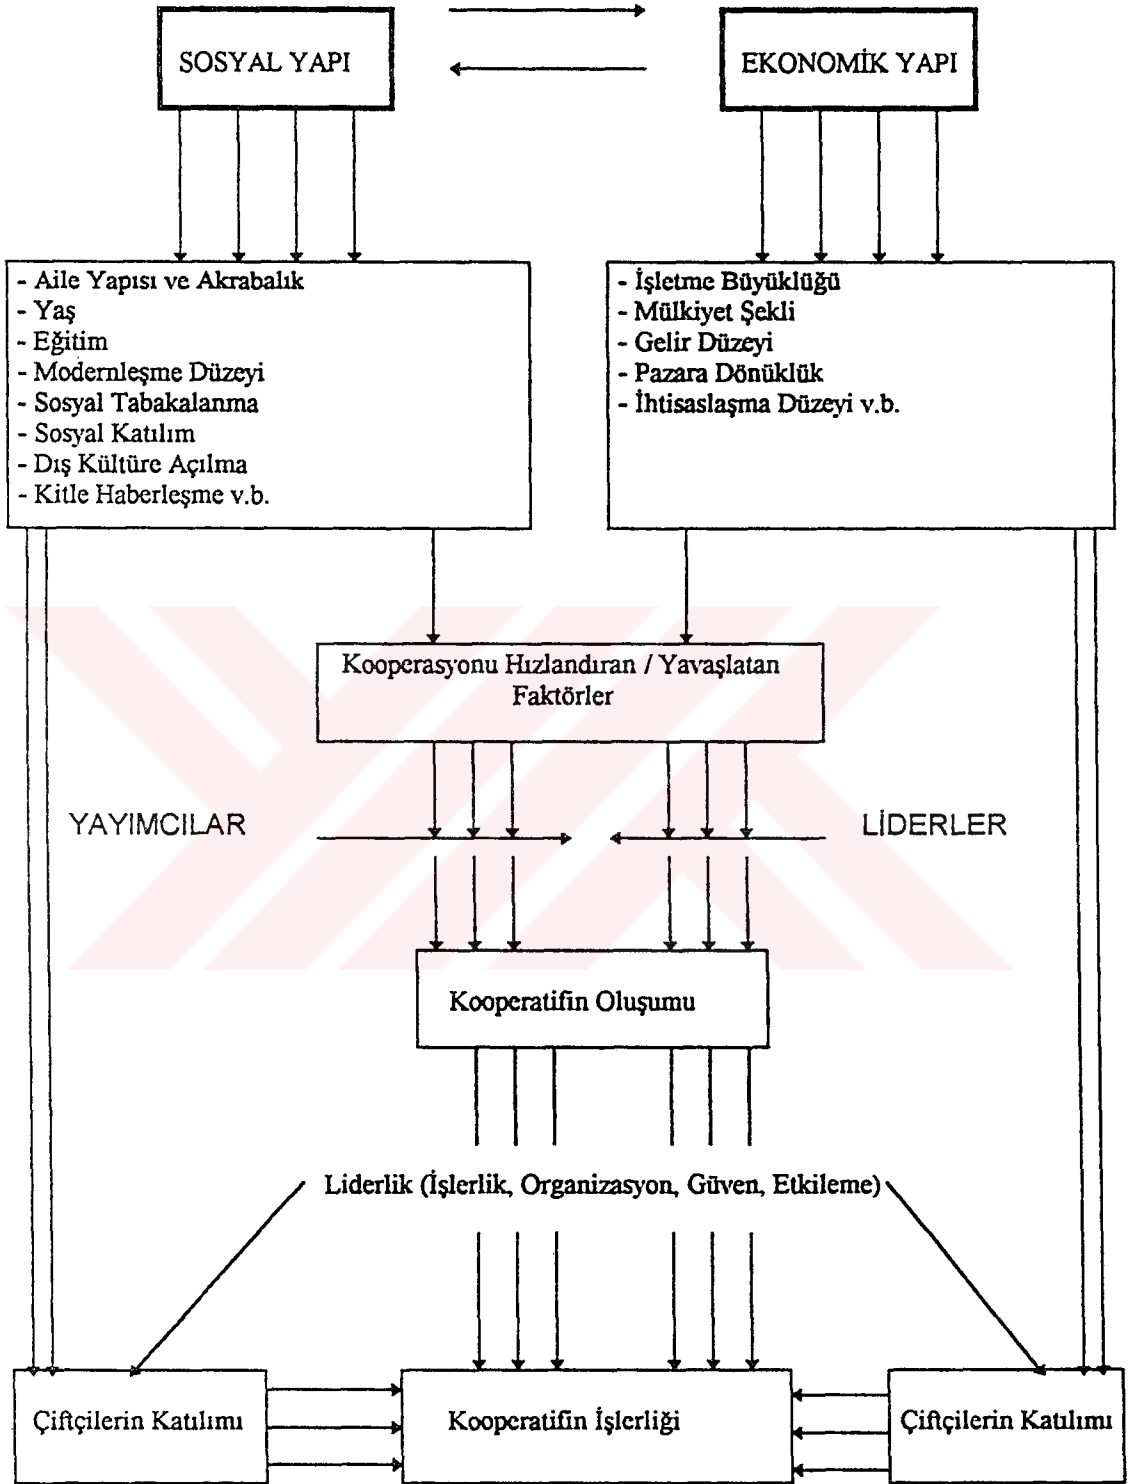 SOSYAL YAPI
EKONOMİK YAPI
- Aile Yapısı ve Akrabalık
- Yaş
- Eğitim
- Modernleşme Düzeyi
- Sosyal Tabakalanma
- Sosyal Katılım
- Dış Kültüre Açılma
- Kitle Haberleşme v.b.
- İşletme Büyüklüğü
- Mülkiyet Şekli
- Gelir Düzeyi
- Pazara Dönüklük
- İhtisaslaşma Düzeyi v.b.
Kooperasyonu Hızlandıran / Yavaşlatan
Faktörler
YAYIMCILAR
LİDERLER
Kooperatifin Oluşumu
Liderlik (İşlerlik, Organizasyon, Güven, Etkileme)
Çiftçilerin Katılımı
Kooperatifin İşlerliği
Çiftçilerin Katılımı